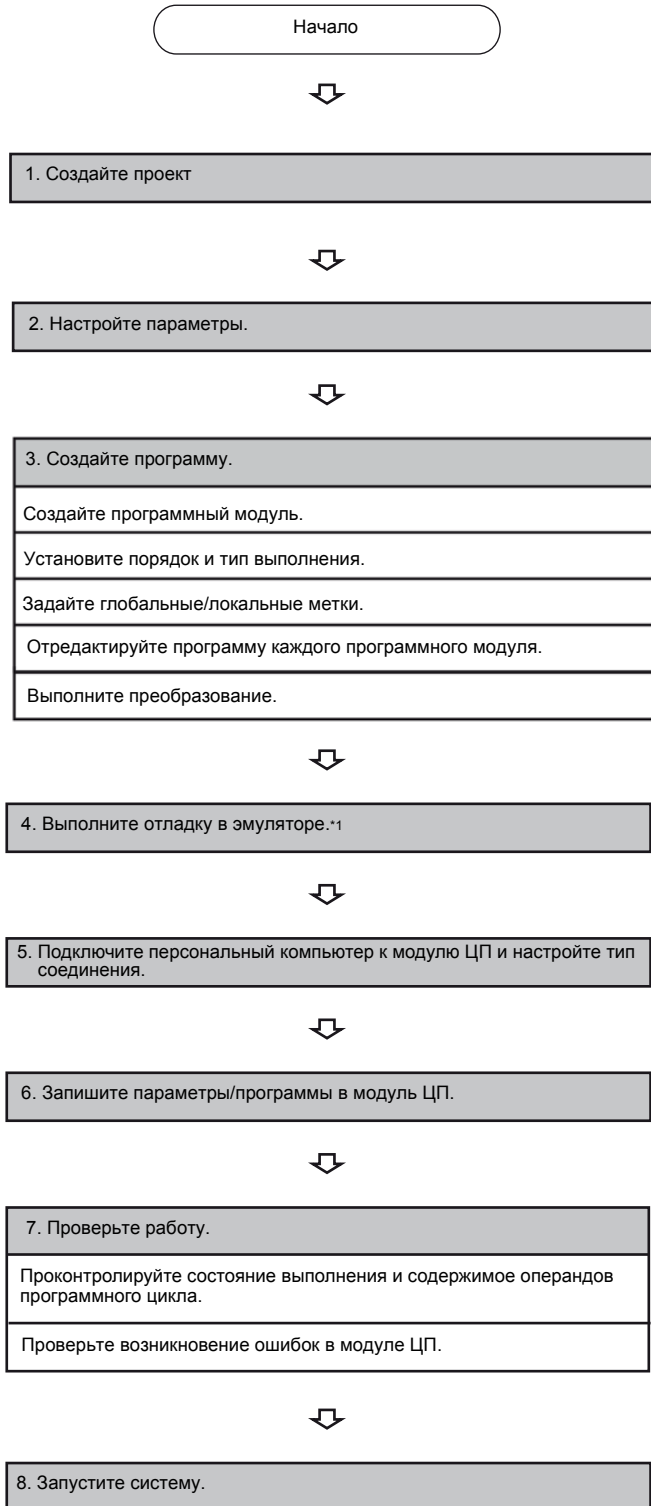 Начало
1. Создайте проект
2. Настройте параметры.
3. Создайте программу.
Создайте программный модуль.
Установите порядок и тип выполнения.
Задайте глобальные/локальные метки.
Отредактируйте программу каждого программного модуля.
Выполните преобразование.
4. Выполните отладку в эмуляторе.*1
5. Подключите персональный компьютер к модулю ЦП и настройте тип
соединения.
6. Запишите параметры/программы в модуль ЦП.
7. Проверьте работу.
Проконтролируйте состояние выполнения и содержимое операндов
программного цикла.
Проверьте возникновение ошибок в модуле ЦП.
8. Запустите систему.